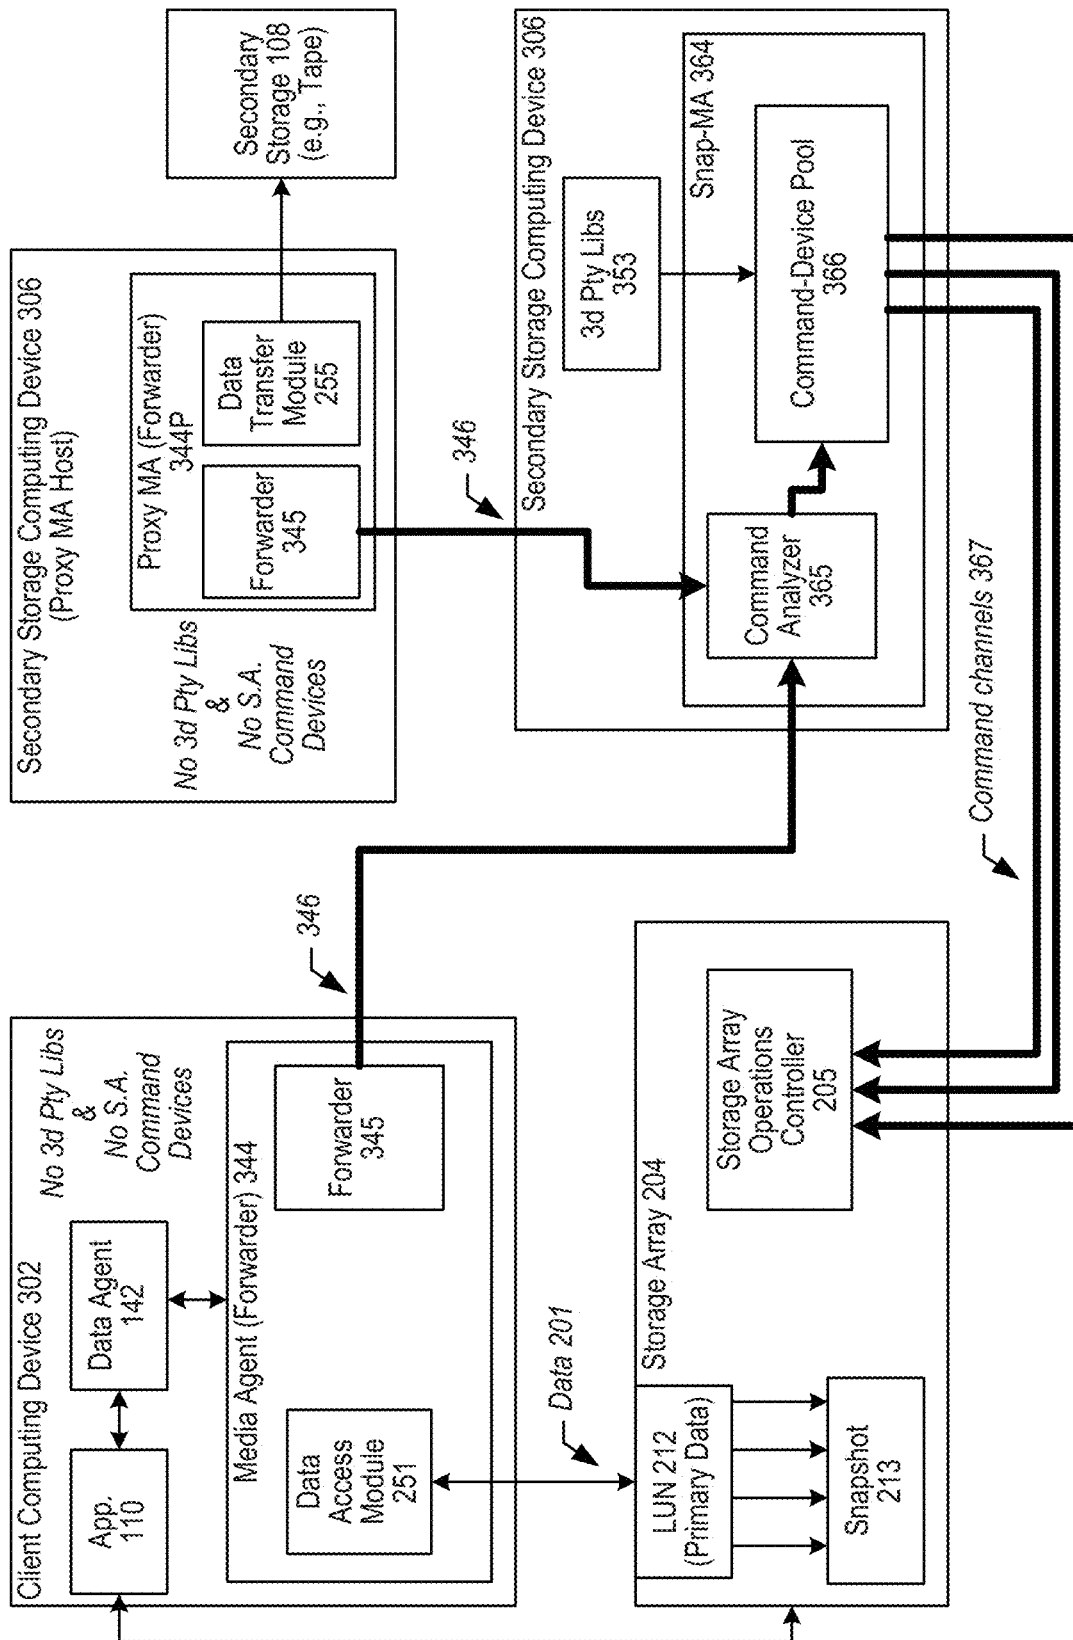 Client Computing Device 302
App.
110
Data Agent
142
No 3d Pty Libs
&
No S.A.
Command
Devices
Media Agent (Forwarder) 344
Data
Access
Module
251
Forwarder
345
346
Secondary Storage Computing Device 306
(Proxy MA Host)
No 3d Pty Libs
&
No S.A.
Command
Devices
Proxy MA (Forwarder)
344P
Forwarder
345
Data
Transfer
Module
255
Secondary
Storage 108
(e.g., Tape)
346
Data 201
Storage Array 204
LUN 212
(Primary Data)
Snapshot
213
Storage Array
Operations
Controller
205
Secondary Storage Computing Device 306
3d Pty Libs
353
Snap-MA 364
Command
Analyzer
365
Command-Device Pool
366
Command channels 367